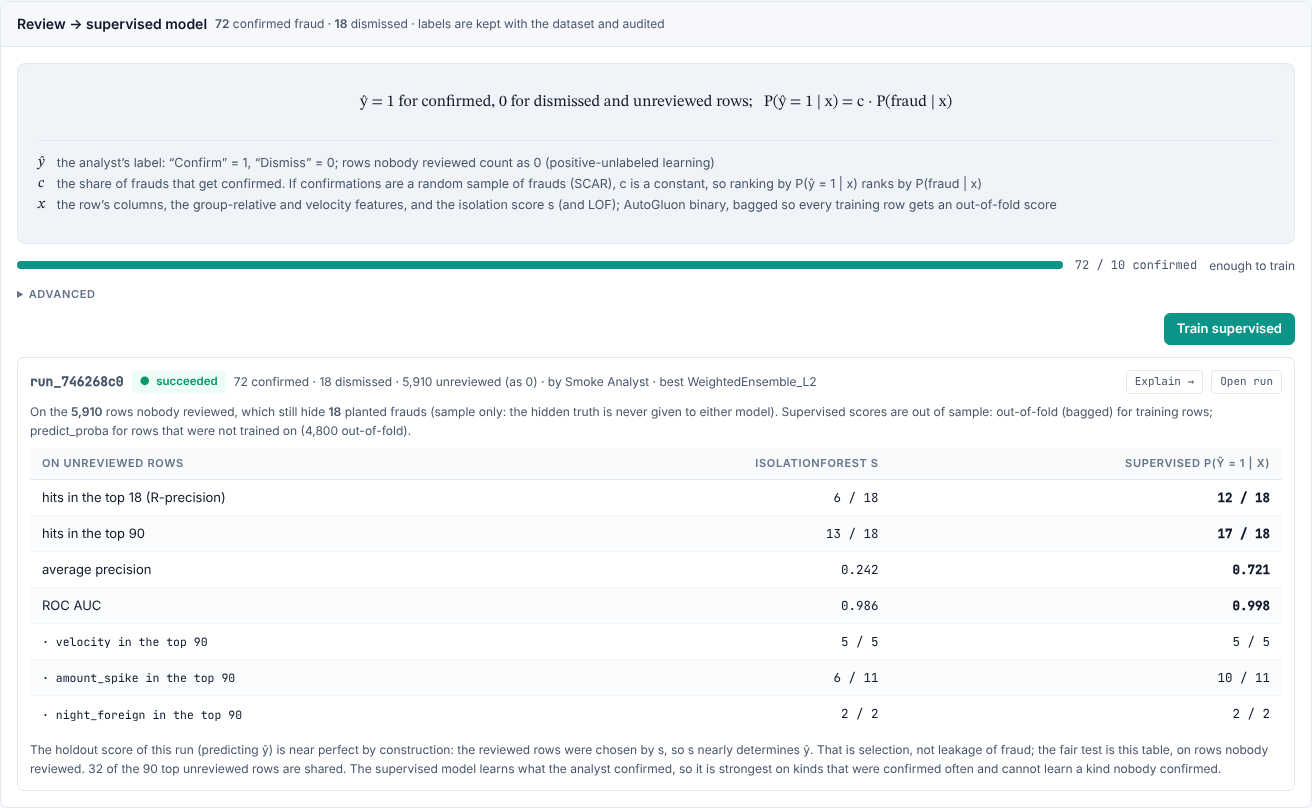 Review → supervised model 72 confirmed fraud · 18 dismissed · labels are kept with the dataset and audited
ŷ = 1 for confirmed, 0 for dismissed and unreviewed rows; P(ŷ = 1 | x) = c · P(fraud | x)
ŷ the analyst’s label: “Confirm” = 1, “Dismiss” = 0; rows nobody reviewed count as 0 (positive-unlabeled learning)
c the share of frauds that get confirmed. If confirmations are a random sample of frauds (SCAR), c is a constant, so ranking by P(ŷ = 1 | x) ranks by P(fraud | x)
x the row’s columns, the group-relative and velocity features, and the isolation score s (and LOF); AutoGluon binary, bagged so every training row gets an out-of-fold score
72 / 10 confirmed enough to train
▸ ADVANCED
Train supervised
run_746268c0 ● succeeded 72 confirmed · 18 dismissed · 5,910 unreviewed (as 0) · by Smoke Analyst · best WeightedEnsemble_L2 Explain → Open run
On the 5,910 rows nobody reviewed, which still hide 18 planted frauds (sample only: the hidden truth is never given to either model). Supervised scores are out of sample: out-of-fold (bagged) for training rows;
predict_proba for rows that were not trained on (4,800 out-of-fold).
ON UNREVIEWED ROWS ISOLATIONFOREST S SUPERVISED P(Ŷ = 1 | X)
hits in the top 18 (R-precision) 6 / 18 12 / 18
hits in the top 90 13 / 18 17 / 18
average precision 0.242 0.721
ROC AUC 0.986 0.998
· velocity in the top 90 5 / 5 5 / 5
· amount_spike in the top 90 6 / 11 10 / 11
· night_foreign in the top 90 2 / 2 2 / 2
The holdout score of this run (predicting ŷ) is near perfect by construction: the reviewed rows were chosen by s, so s nearly determines ŷ. That is selection, not leakage of fraud; the fair test is this table, on rows nobody
reviewed. 32 of the 90 top unreviewed rows are shared. The supervised model learns what the analyst confirmed, so it is strongest on kinds that were confirmed often and cannot learn a kind nobody confirmed.